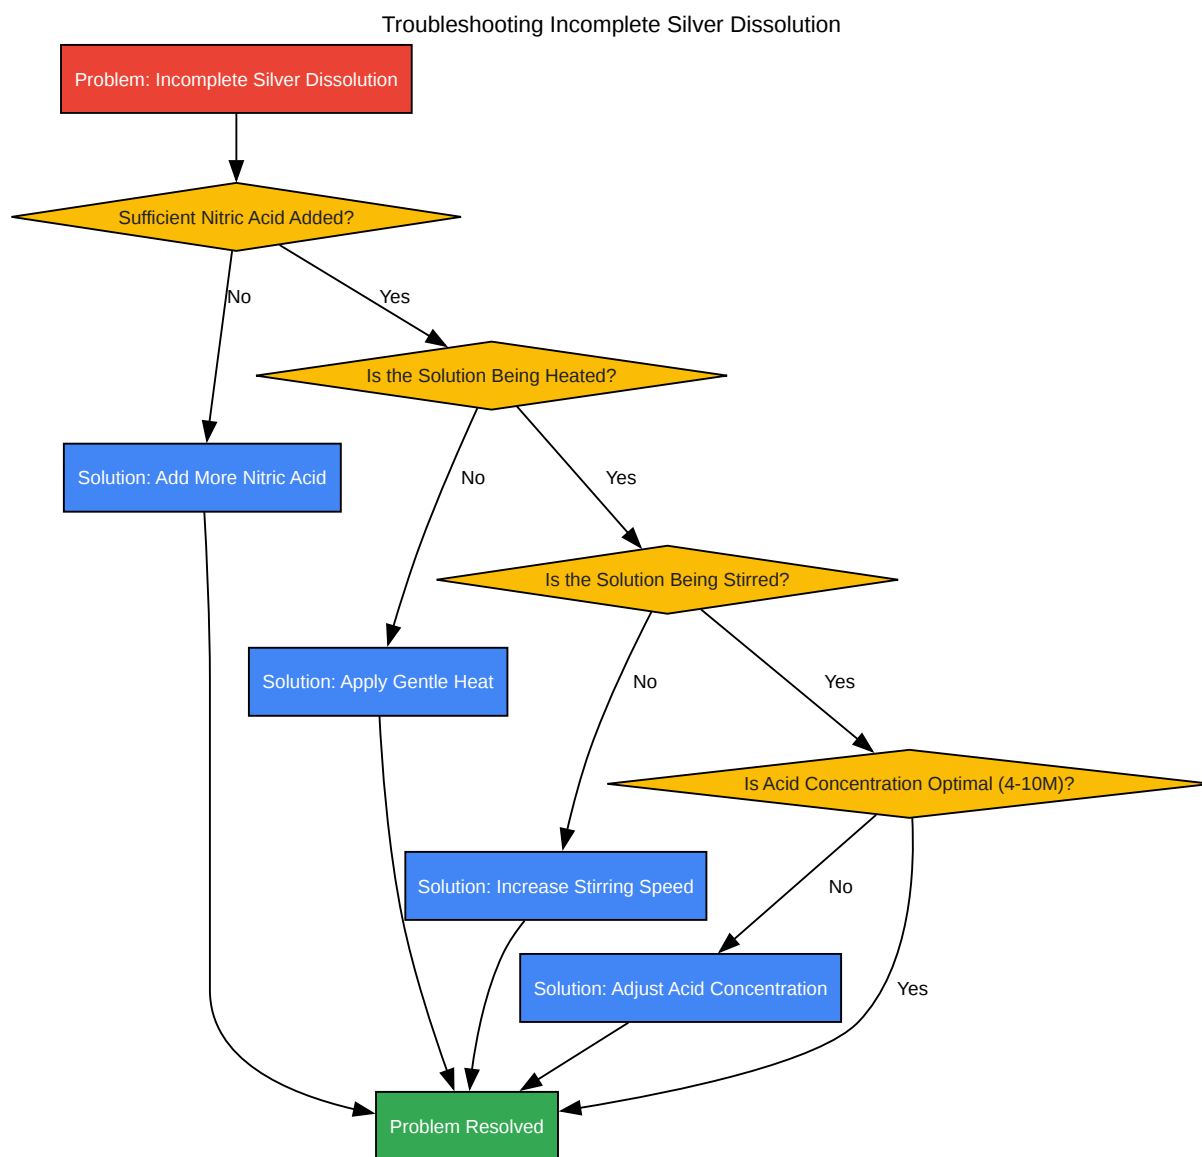 Troubleshooting Incomplete Silver Dissolution
Problem: Incomplete Silver Dissolution
Sufficient Nitric Acid Added?
No
Yes
Is the Solution Being Heated?
Solution: Add More Nitric Acid
No
Yes
Is the Solution Being Stirred?
Solution: Apply Gentle Heat
No
Yes
Is Acid Concentration Optimal (4-10M)?
Solution: Increase Stirring Speed
No
Solution: Adjust Acid Concentration
Yes
Problem Resolved